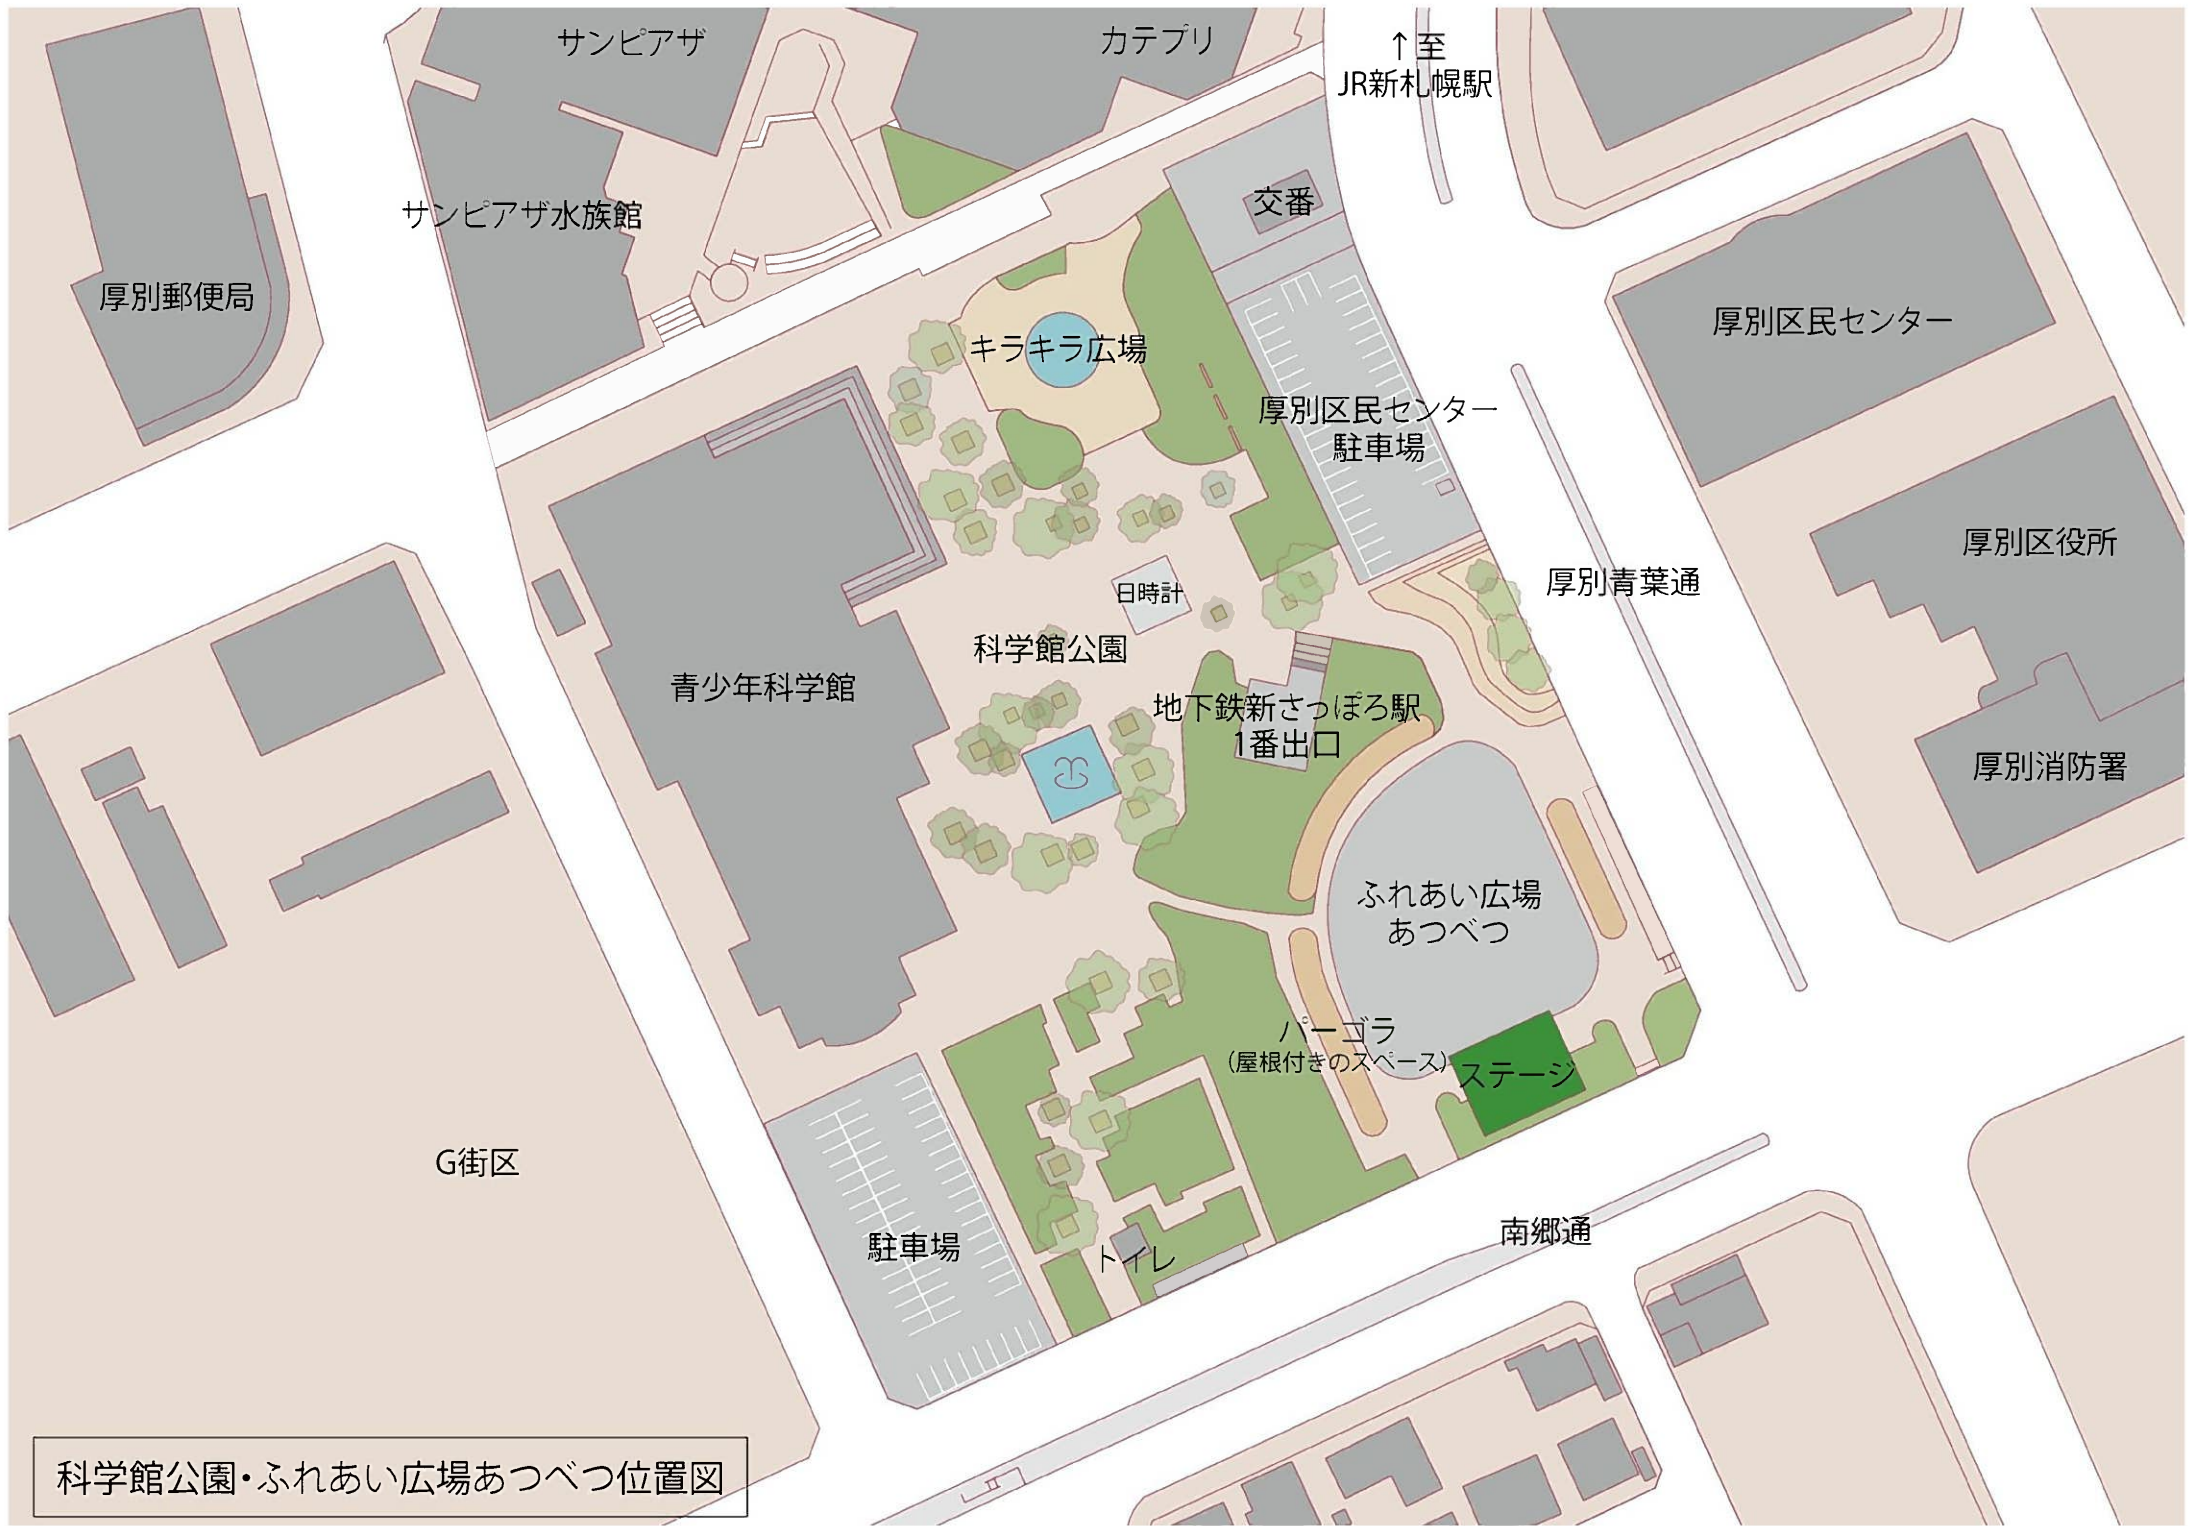 サンピアザ
カテプリ
↑至
JR新札幌駅
サンピアザ水族館
交番
厚別郵便局
キラキラ広場
厚別区民センター
厚別区民センター
駐車場
厚別区役所
日時計
厚別青葉通
科学館公園
青少年科学館
地下鉄新さっぽろ駅
1番出口
厚別消防署
ふれあい広場
あつべつ
パーゴラ
（屋根付きのスペース）
ステージ
G街区
駐車場
トイレ
南郷通
科学館公園・ふれあい広場あつべつ位置図